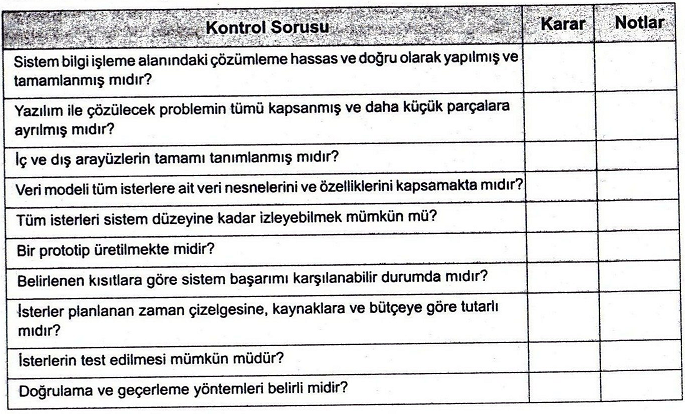 Kontrol Sorusu Karar Notlar
Sistem bilgi işleme alanındaki çözümleme hassas ve doğru olarak yapılmış ve
tamamlanmış mıdır?
Yazılım ile çözülecek problemin tümü kapsanmış ve daha küçük parçalara
ayrılmış mıdır?
İç ve dış arayüzlerin tamamı tanımlanmış mıdır?
Veri modeli tüm isterlere ait veri nesnelerini ve özelliklerini kapsamakta mıdır?
Tüm isterleri sistem düzeyine kadar izleyebilmek mümkün mü?
Bir prototip üretilmekte midir?
Belirlenen kısıtlara göre sistem başarımı karşılanabilir durumda mıdır?
İsterler planlanan zaman çizelgesine, kaynaklara ve bütçeye göre tutarlı
mıdır?
İsterlerin test edilmesi mümkün müdür?
Doğrulama ve geçerleme yöntemleri belirli midir?